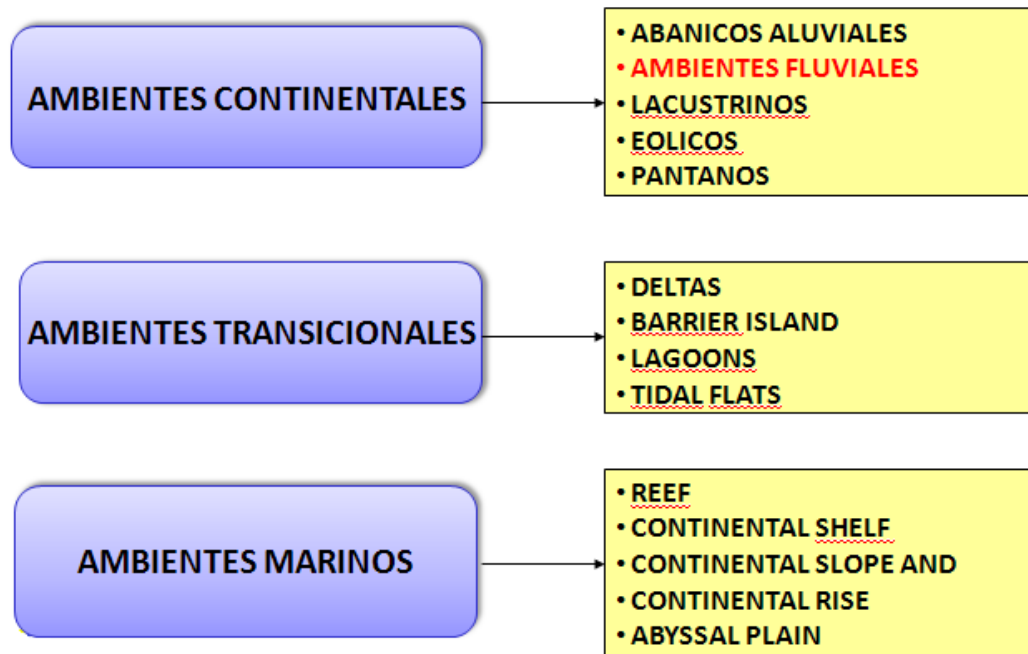 AMBIENTES CONTINENTALES
• ABANICOS ALUVIALES
• AMBIENTES FLUVIALES
• LACUSTRINOS
• EOLICOS
• PANTANOS
AMBIENTES TRANSICIONALES
• DELTAS
• BARRIER ISLAND
• LAGOONS
• TIDAL FLATS
AMBIENTES MARINOS
• REEF
• CONTINENTAL SHELF
• CONTINENTAL SLOPE AND
• CONTINENTAL RISE
• ABYSSAL PLAIN